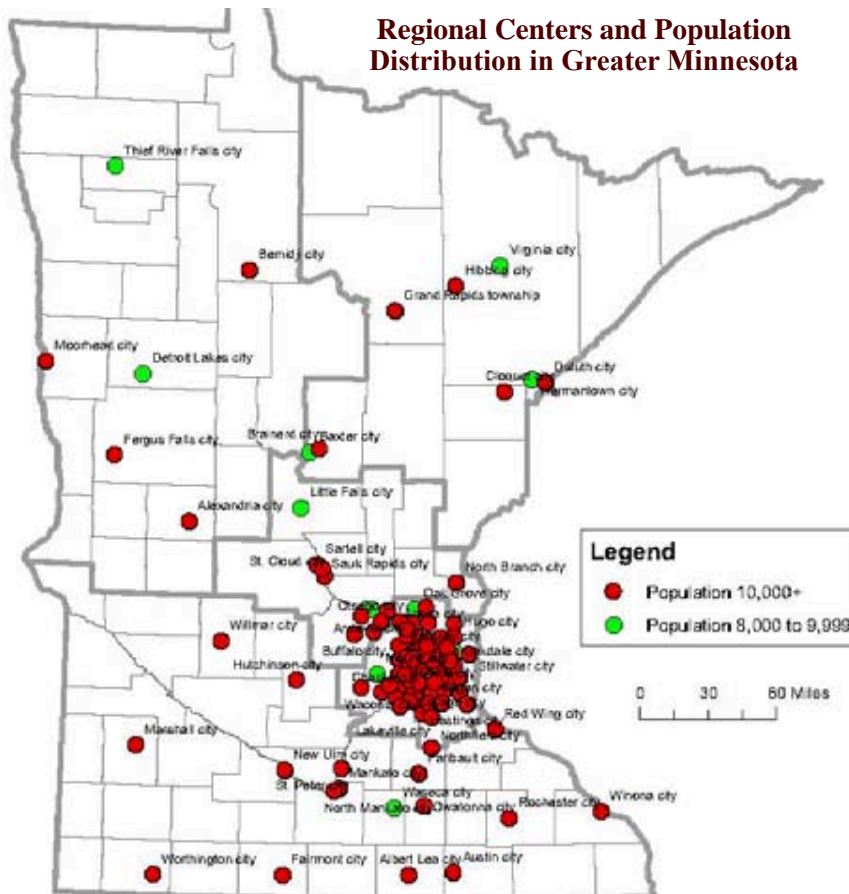 Regional Centers and Population
Distribution in Greater Minnesota
Thief River Falls city
Bemidji city
Virginia city
Hibbing city
Grand Rapids township
Moorhead city
Detroit Lakes city
Duluth city
Hermantown city
Brainerd city
Baxter city
Fergus Falls city
Little Falls city
Alexandria city
Sartell city
St. Cloud
Sauk Rapids city
North Branch city
Oak Grove city
Hugo city
Willmar city
Buffalo city
Stillwater city
Hutchinson city
Red Wing city
Lakeville city
Marshall city
Faribault city
New Ulm city
Mankato city
St. Peter
Waseca city
North
Owatonna city
Rochester city
Winona city
Worthington city
Fairmont city
Albert Lea city
Austin city
Legend
Population 10,000+
Population 8,000 to 9,999
0 30 60 Miles